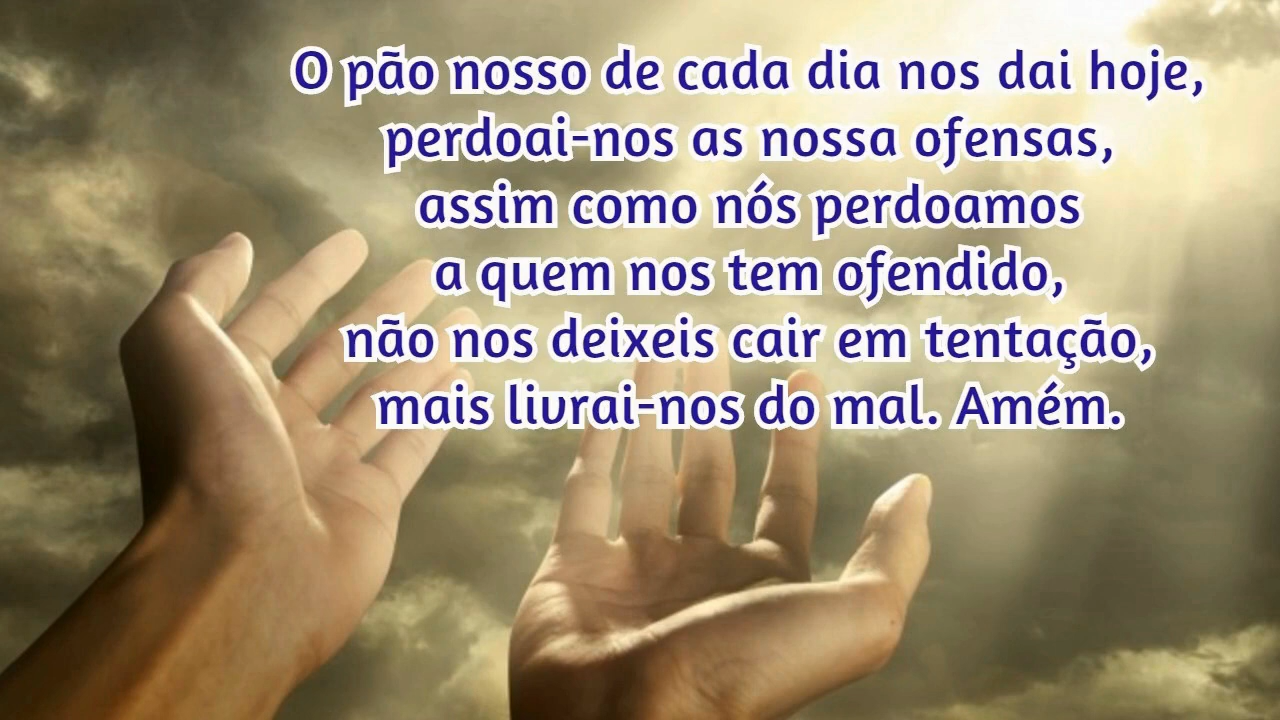 O pão nosso de cada dia nos dai hoje,
perdoai-nos as nossa ofensas,
assim como nós perdoamos
a quem nos tem ofendido,
não nos deixeis cair em tentação,
mais livrai-nos do mal. Amém.